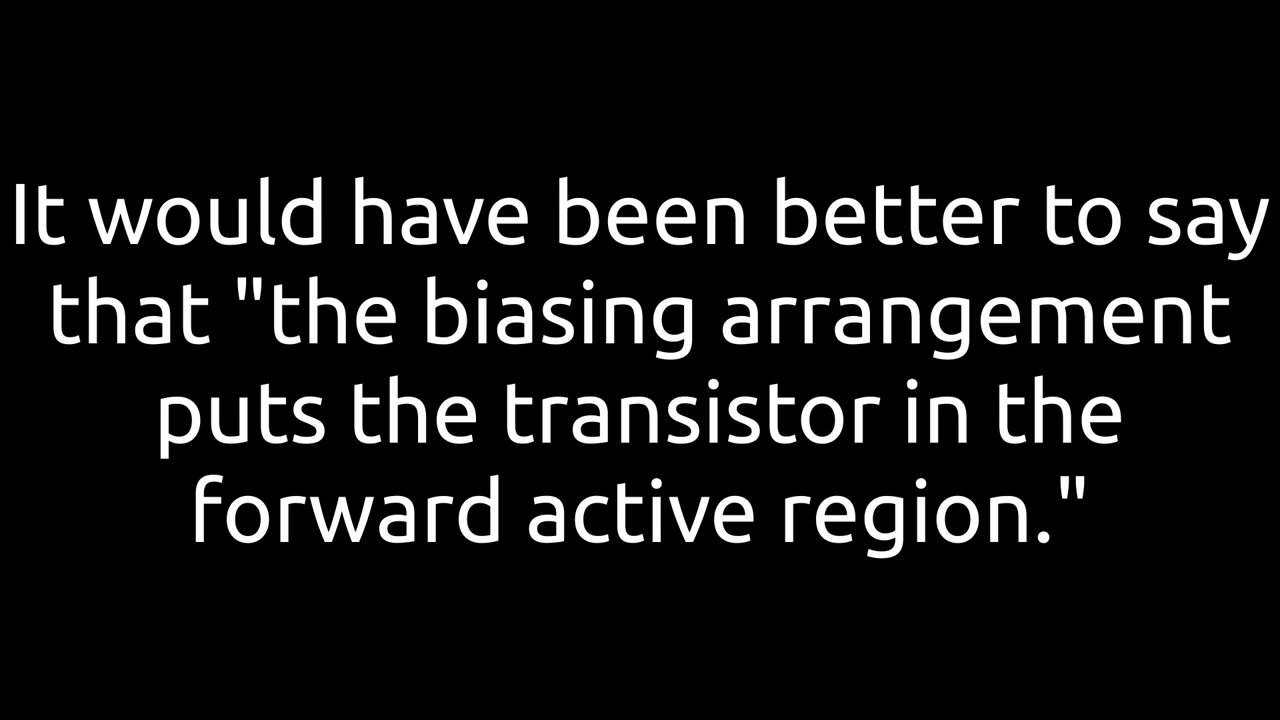 It would have been better to say
that "the biasing arrangement
puts the transistor in the
forward active region."